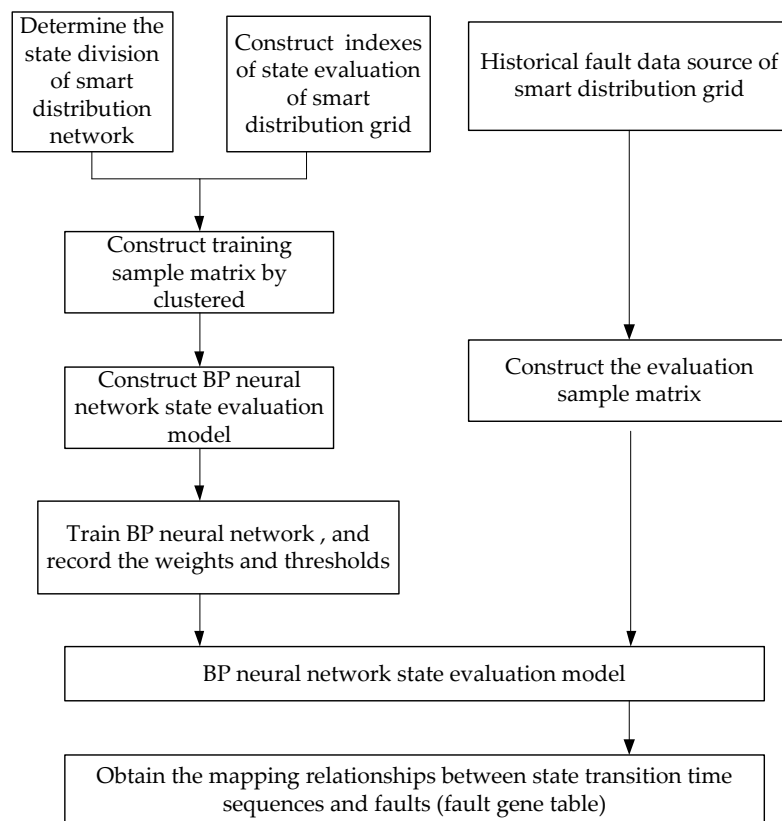 Determine the
state division
of smart
distribution
network
Construct indexes
of state evaluation
of smart
distribution grid
Historical fault data source of
smart distribution grid
Construct training
sample matrix by
clustered
Construct BP neural
network state evaluation
model
Construct the evaluation
sample matrix
Train BP neural network , and
record the weights and thresholds
BP neural network state evaluation model
Obtain the mapping relationships between state transition time
sequences and faults (fault gene table)